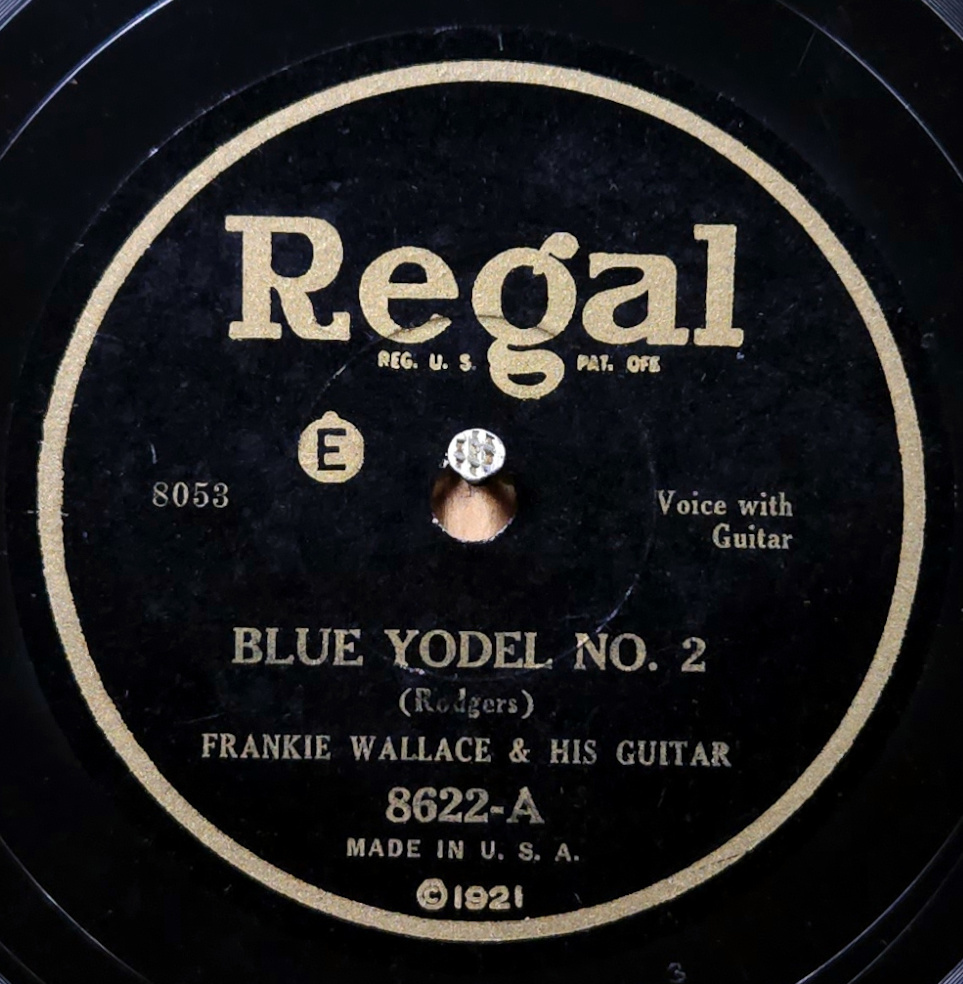 Regal
REG. U. S. PAT. OFF.
E
8053
Voice with
Guitar
BLUE YODEL NO. 2
(Rodgers)
FRANKIE WALLACE & HIS GUITAR
8622-A
MADE IN U. S. A.
©1921
3